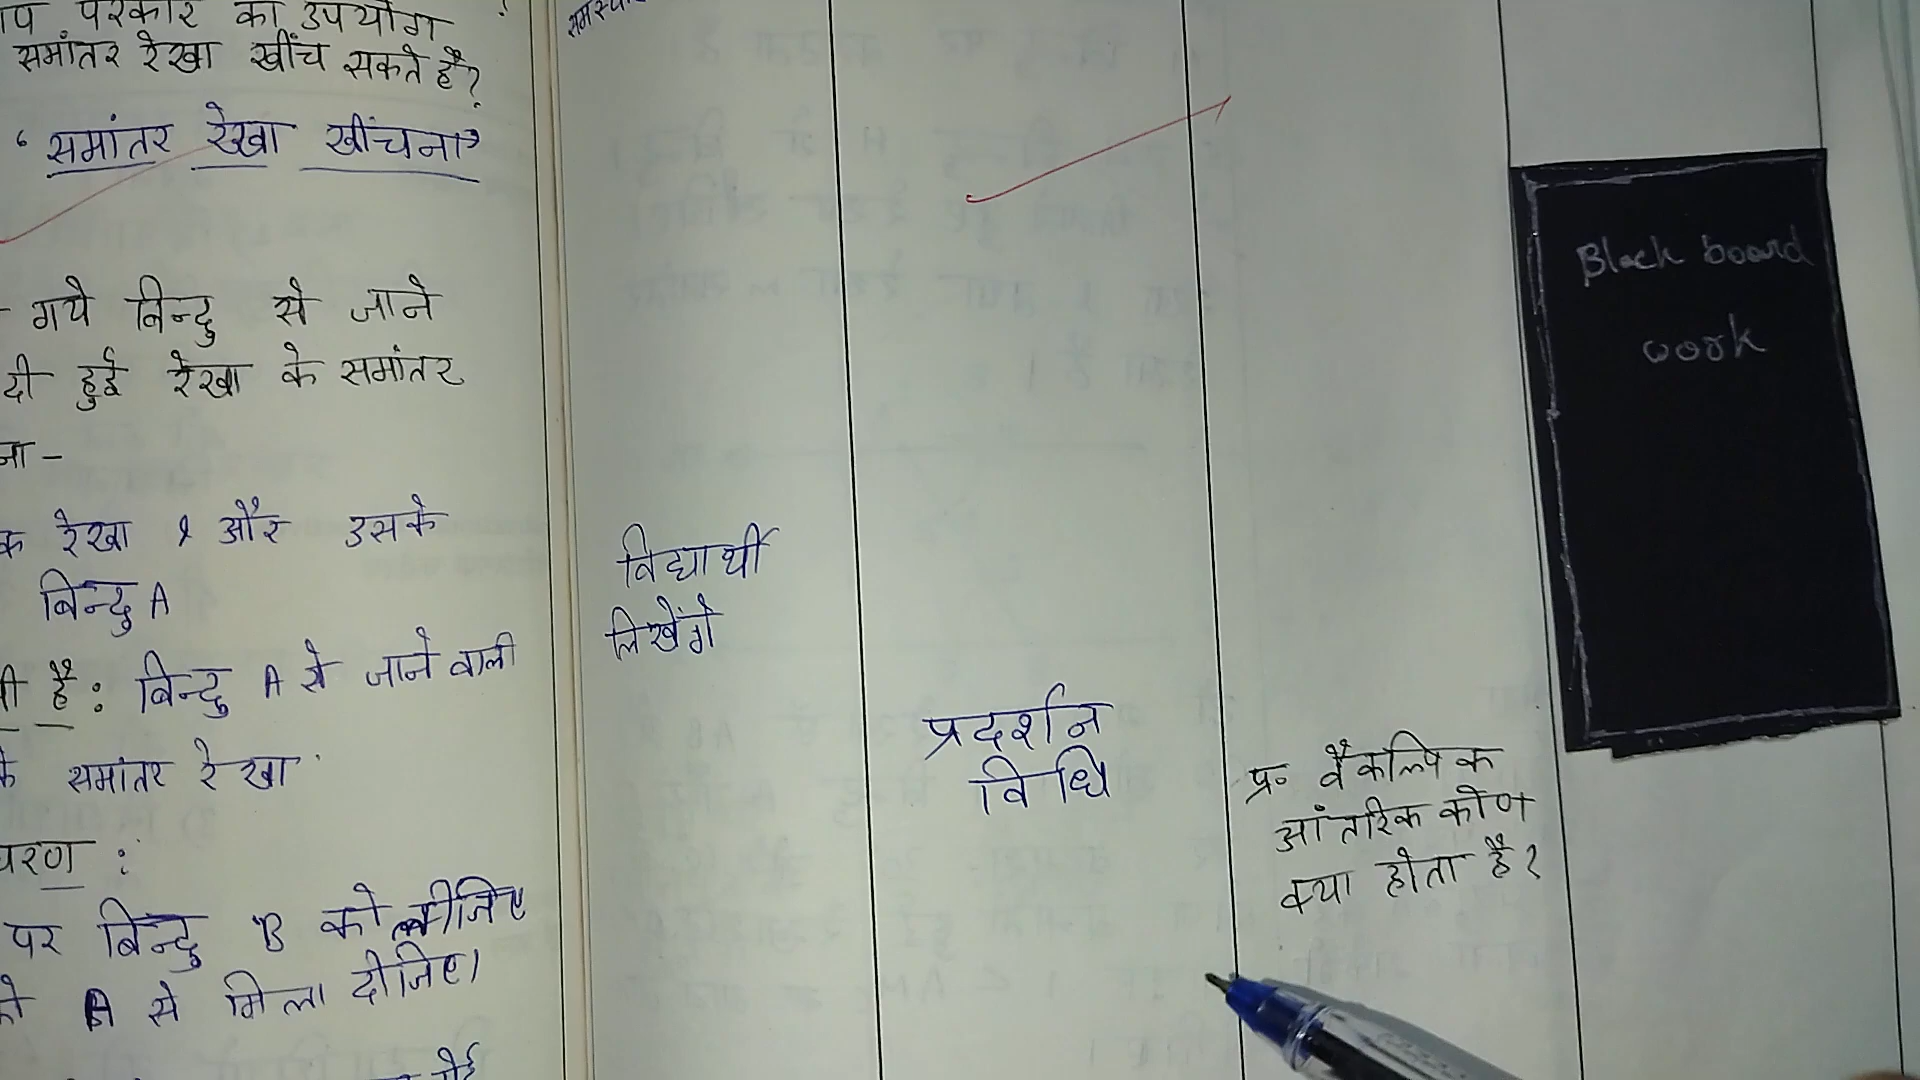 परकार का उपयोग
समांतर रेखा खींच सकते है?
‘समांतर रेखा खींचना’
गये बिन्दु से जाने
दी हुई रेखा के समांतर
ना -
रेखा l और उसके
बिन्दु A
है : बिन्दु A से जाने वाली
समांतर रेखा
चरण :
पर बिन्दु B को लीजिए
A से मिला दीजिए।
विद्यार्थी
लिखेंगे
प्रदर्शन
विधि
प्र० वैकल्पिक
आंतरिक कोण
क्या होता है?
Black board
work